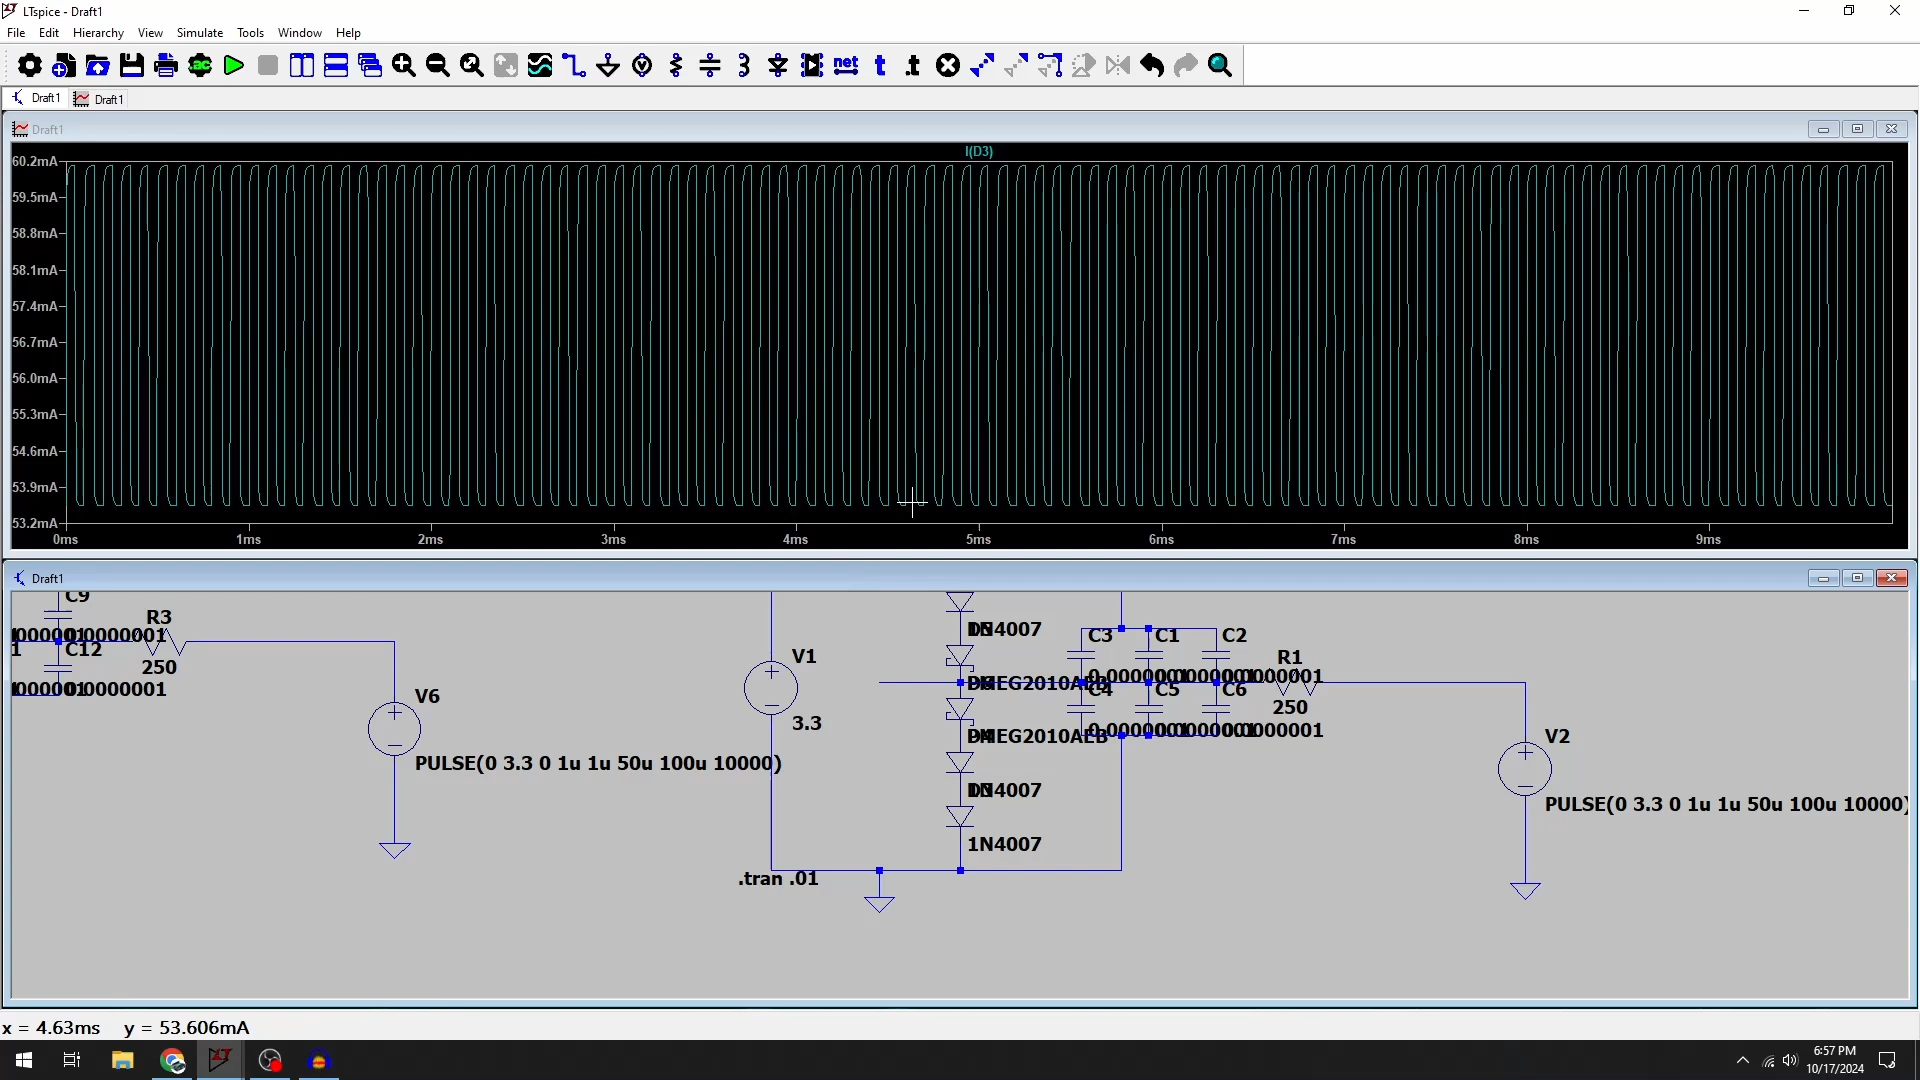 LTspice - Draft1
File Edit Hierarchy View Simulate Tools Window Help
.ac net t .t
Draft1 Draft1
Draft1
I(D3)
60.2mA
59.5mA
58.8mA
58.1mA
57.4mA
56.7mA
56.0mA
55.3mA
54.6mA
53.9mA
53.2mA
0ms 1ms 2ms 3ms 4ms 5ms 6ms 7ms 8ms 9ms
Draft1
C9
R3
C12
250
V6
PULSE(0 3.3 0 1u 1u 50u 100u 10000)
V1
3.3
.tran .01
1N4007
1N4007
C3 C1 C2
C4 C5 C6
R1
250
V2
PULSE(0 3.3 0 1u 1u 50u 100u 10000)
x = 4.63ms y = 53.606mA
6:57 PM
10/17/2024